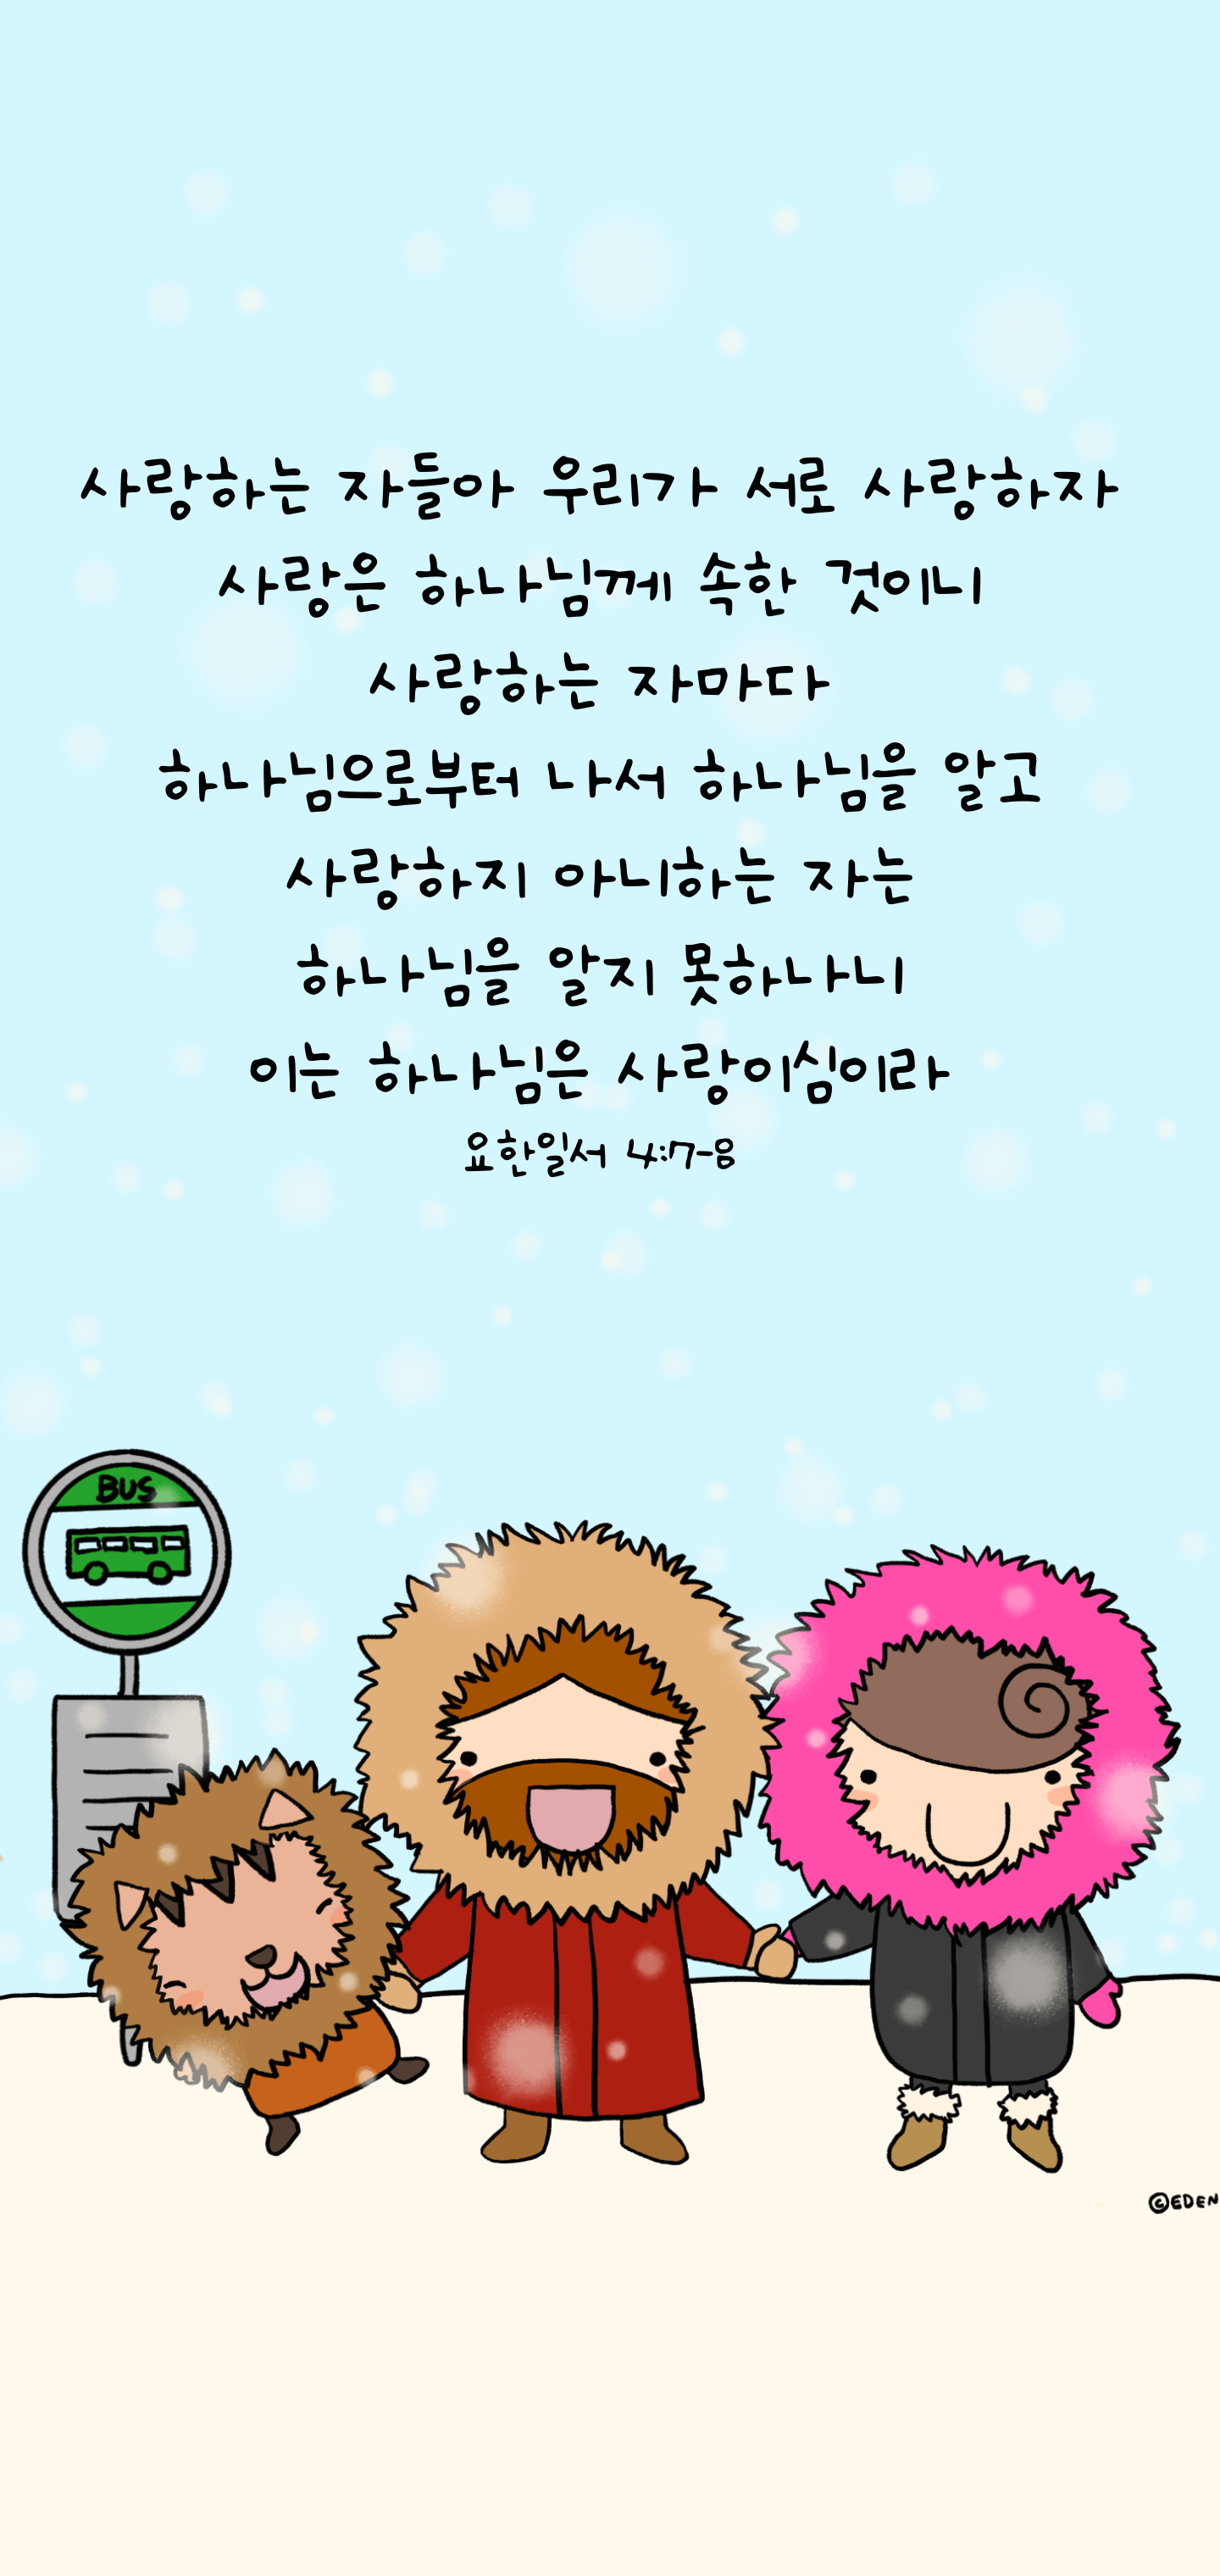 사랑하는 자들아 우리가 서로 사랑하자
사랑은 하나님께 속한 것이니
사랑하는 자마다
하나님으로부터 나서 하나님을 알고
사랑하지 아니하는 자는
하나님을 알지 못하나니
이는 하나님은 사랑이심이라
요한일서 4:7-8
BUS
©EDEN